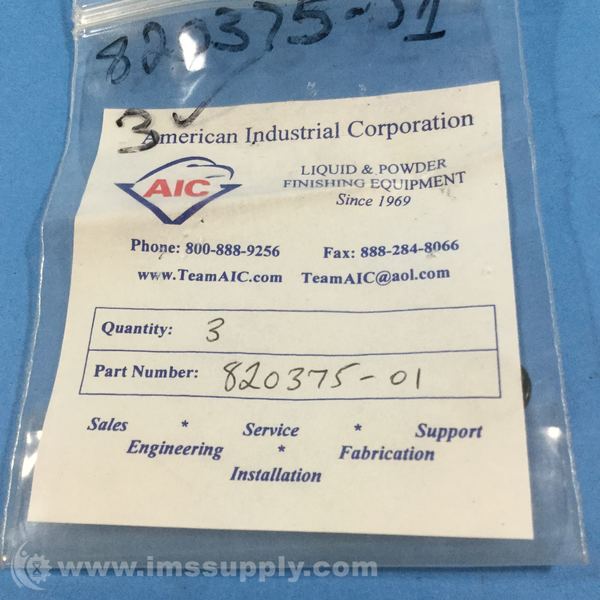 820375-01
3
American Industrial Corporation
AIC
LIQUID & POWDER
FINISHING EQUIPMENT
Since 1969
Phone: 800-888-9256 Fax: 888-284-8066
www.TeamAIC.com TeamAIC@aol.com
Quantity: 3
Part Number: 820375-01
Sales * Service * Support
Engineering * Fabrication
Installation
www.imssupply.com